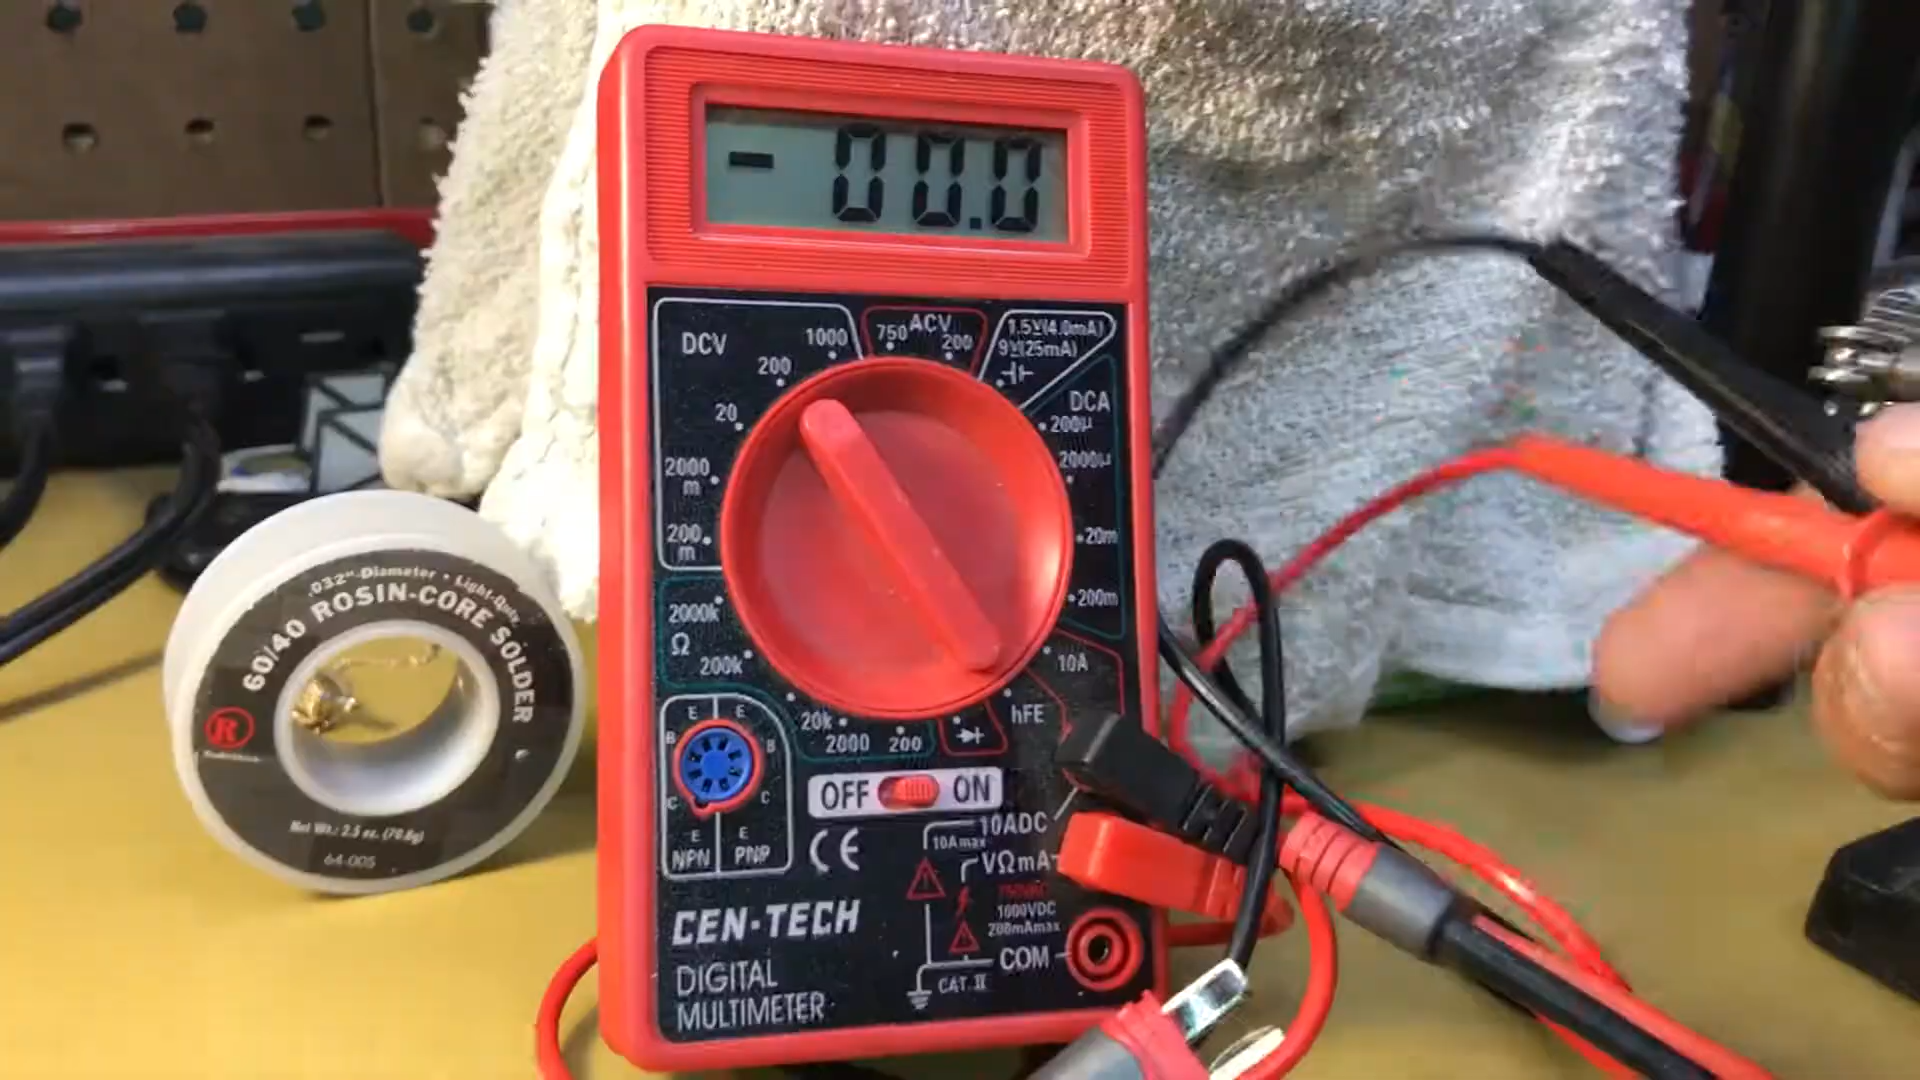 - 00.0
DCV
1000
750
ACV
200
1.5V(4.0mA)
9V(25mA)
200
20
2000
m
200
m
DCA
200µ
2000µ
20m
200m
10A
2000k
Ω
200k
20k
2000
200
hFE
E
E
B
B
C
C
E
E
NPN
PNP
OFF
ON
CE
10ADC
10A max
VΩmA
1000VDC
200mAmax
COM
CAT. II
CEN-TECH
DIGITAL
MULTIMETER
.032"-Diameter • Light-Duty
60/40 ROSIN-CORE SOLDER
R
Net Wt.: 2.5 oz. (70.8g)
64-005